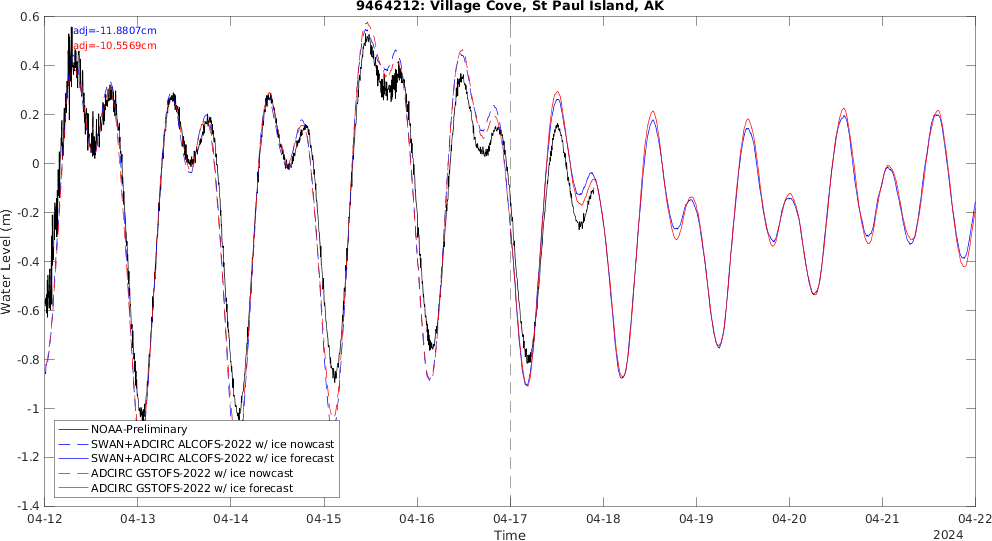 9464212: Village Cove, St Paul Island, AK
0.6
adj=-11.8807cm
adj=-10.5569cm
0.4
0.2
0
-0.2
-0.4
-0.6
-0.8
-1
-1.2
-1.4
Water Level (m)
NOAA-Preliminary
SWAN+ADCIRC ALCOFS-2022 w/ ice nowcast
SWAN+ADCIRC ALCOFS-2022 w/ ice forecast
ADCIRC GSTOFS-2022 w/ ice nowcast
ADCIRC GSTOFS-2022 w/ ice forecast
04-12 04-13 04-14 04-15 04-16 04-17 04-18 04-19 04-20 04-21 04-22
Time
2024